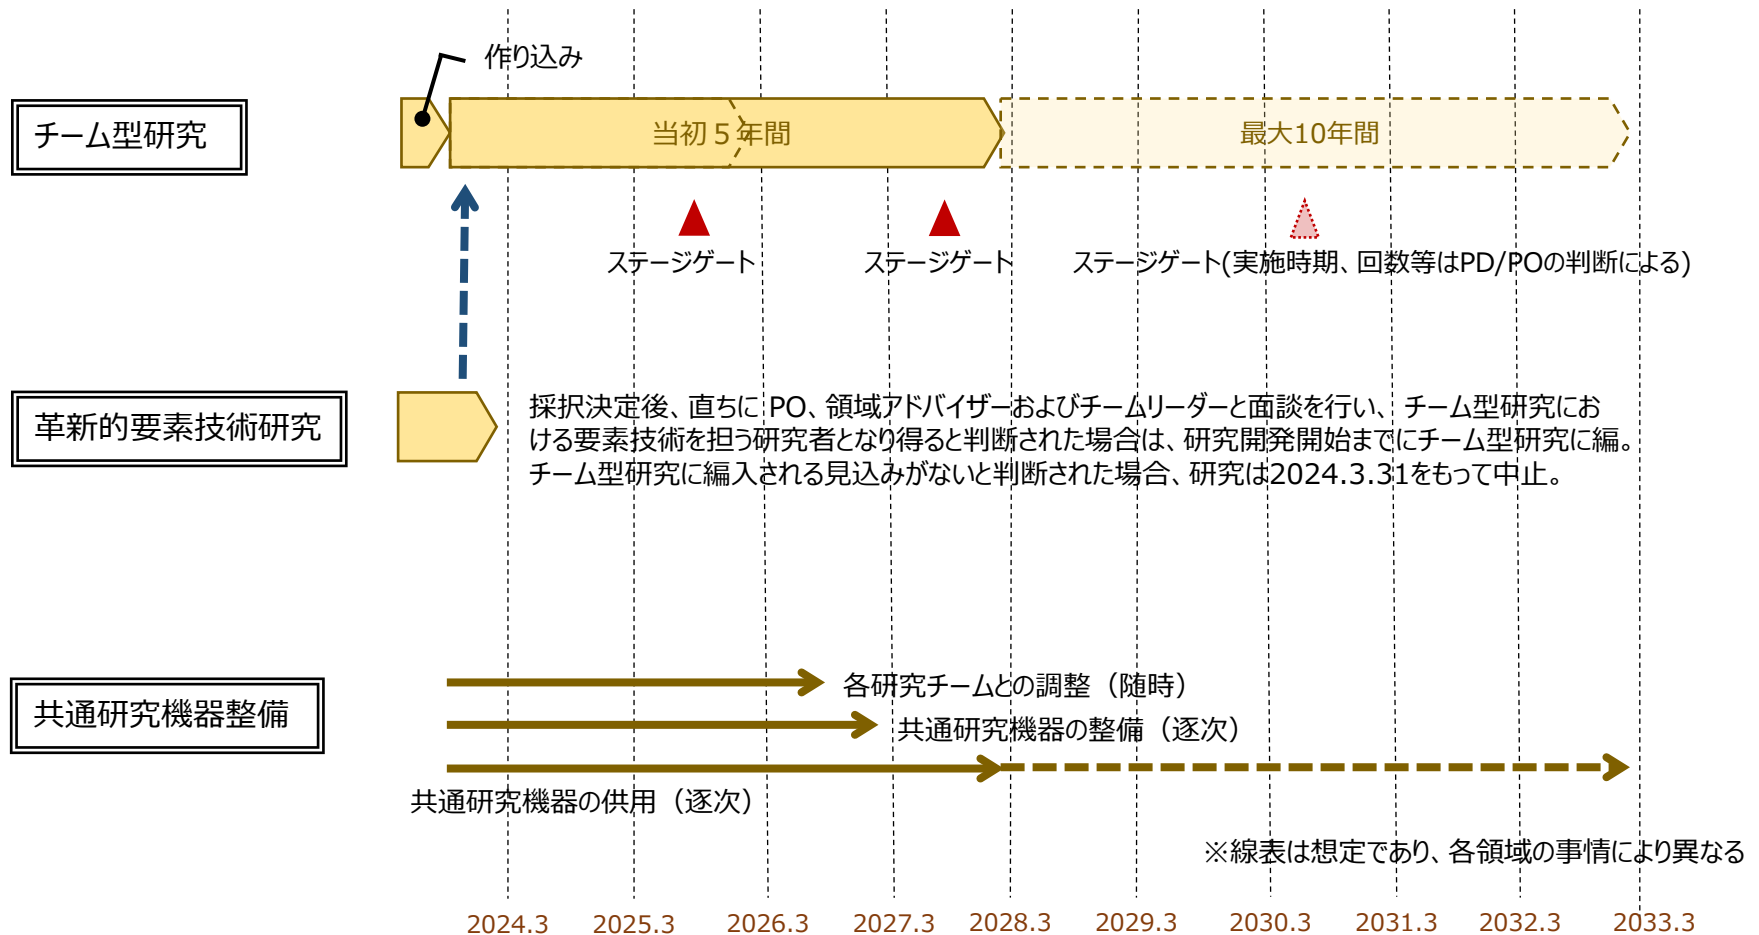 作り込み
チーム型研究
当初５年間
最大10年間
ステージゲート
ステージゲート
ステージゲート(実施時期、回数等はPD/POの判断による)
革新的要素技術研究
採択決定後、直ちに PO、領域アドバイザーおよびチームリーダーと面談を行い、 チーム型研究にお
ける要素技術を担う研究者となり得ると判断された場合は、研究開発開始までにチーム型研究に編。
チーム型研究に編入される見込みがないと判断された場合、研究は2024.3.31をもって中止。
共通研究機器整備
各研究チームとの調整（随時）
共通研究機器の整備（逐次）
共通研究機器の供用（逐次）
※線表は想定であり、各領域の事情により異なる
2024.3 2025.3 2026.3 2027.3 2028.3 2029.3 2030.3 2031.3 2032.3 2033.3